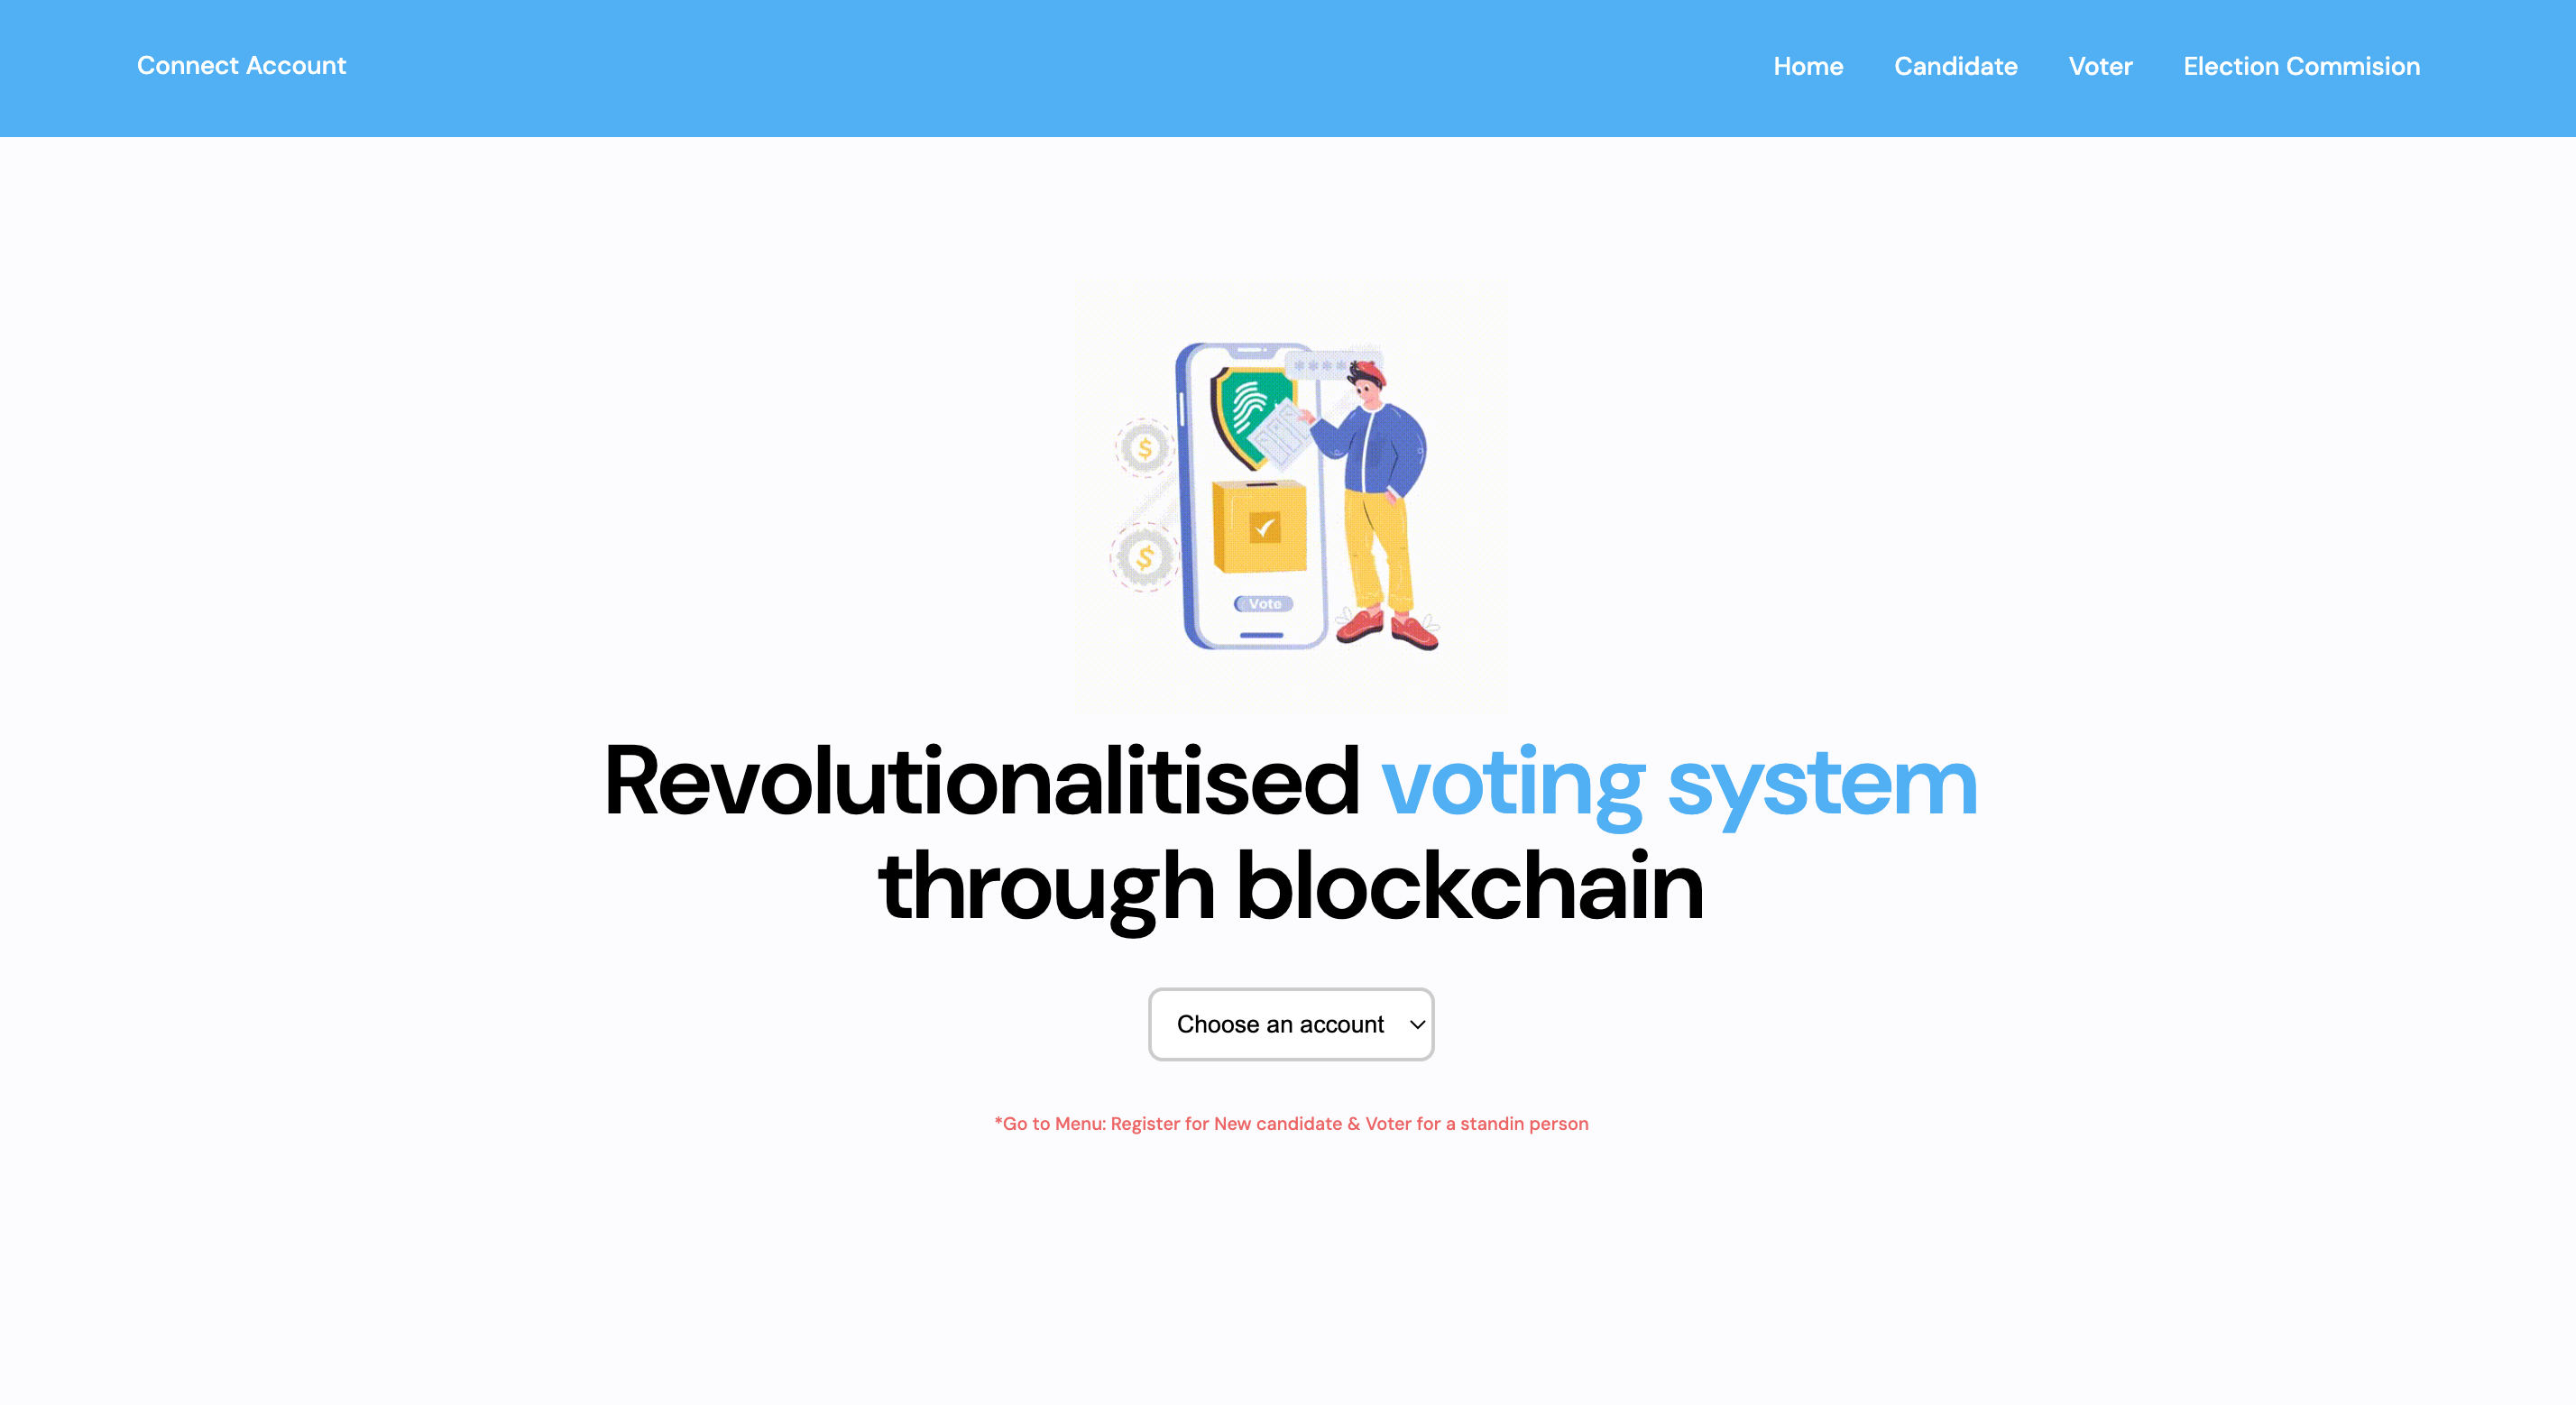 Connect Account
Home Candidate Voter Election Commision
****
$
$
Vote
Revolutionalitised voting system
through blockchain
Choose an account
*Go to Menu: Register for New candidate & Voter for a standin person